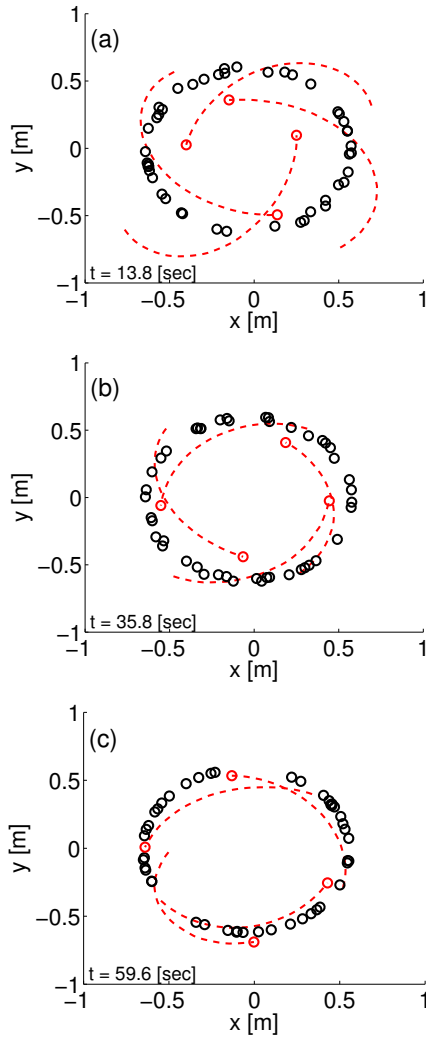 (a)
1
0.5
0
−0.5
−1
y [m]
t = 13.8 [sec]
−1 −0.5 0 0.5 1
x [m]
(b)
1
0.5
0
−0.5
−1
y [m]
t = 35.8 [sec]
−1 −0.5 0 0.5 1
x [m]
(c)
1
0.5
0
−0.5
−1
y [m]
t = 59.6 [sec]
−1 −0.5 0 0.5 1
x [m]